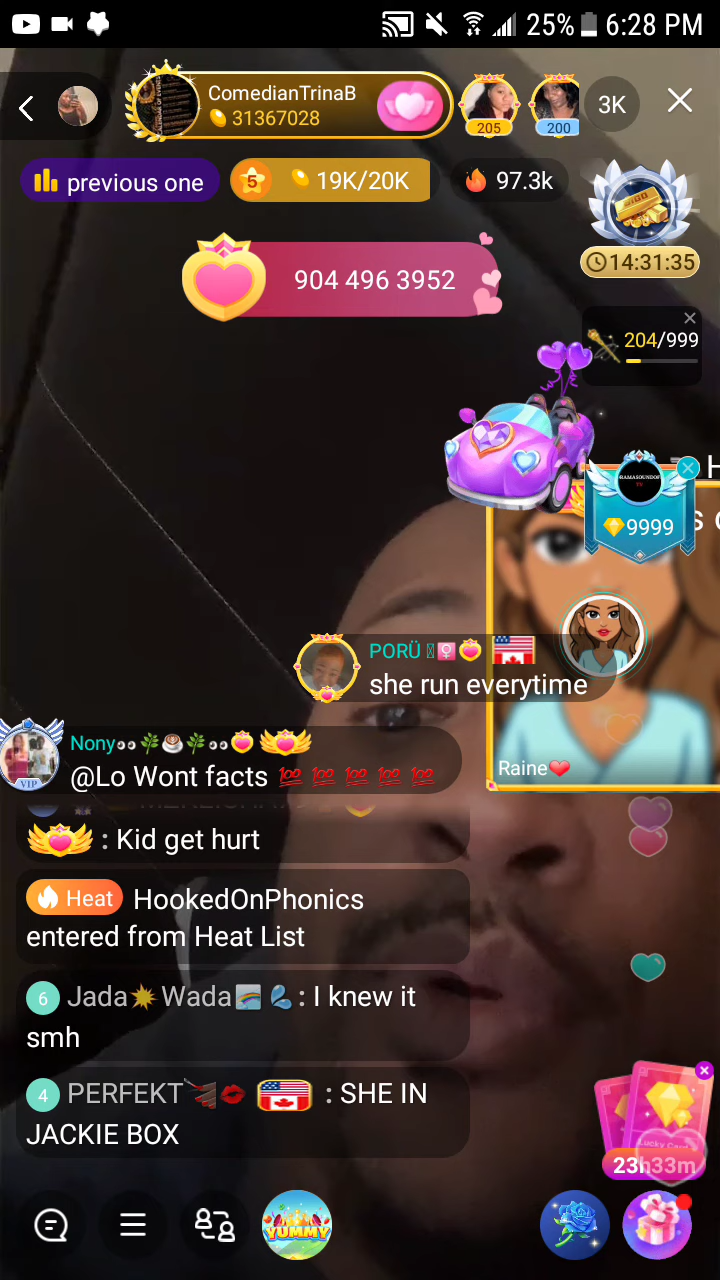 25% 6:28 PM
ComedianTrinaB
31367028
205
200
3K
previous one
5
19K/20K
97.3k
14:31:35
904 496 3952
204/999
H
9999
PORÜ
she run everytime
Raine
Nony
VIP
@Lo Wont facts 💯 💯 💯 💯 💯
: Kid get hurt
Heat HookedOnPhonics
entered from Heat List
6 Jada Wada : I knew it
smh
4 PERFEKT : SHE IN
JACKIE BOX
Lucky Card
23h33m
YUMMY